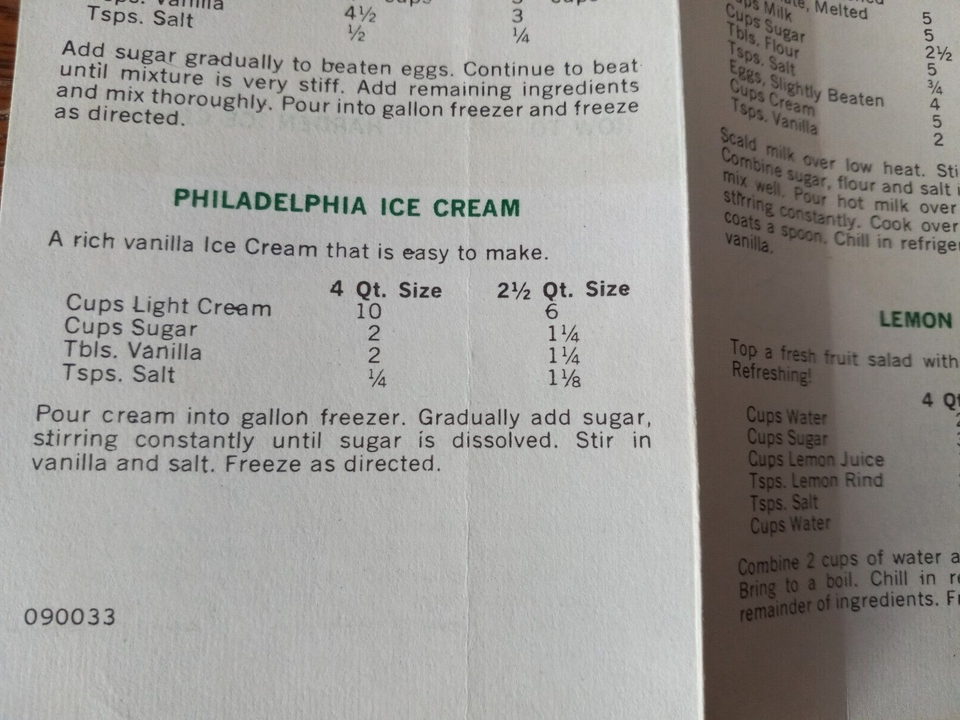 Vanilla 4½ 3
Tsps. Salt ½ ¼
Add sugar gradually to beaten eggs. Continue to beat
until mixture is very stiff. Add remaining ingredients
and mix thoroughly. Pour into gallon freezer and freeze
as directed.
PHILADELPHIA ICE CREAM
A rich vanilla Ice Cream that is easy to make.
4 Qt. Size 2½ Qt. Size
Cups Light Cream 10 6
Cups Sugar 2 1¼
Tbls. Vanilla 2 1¼
Tsps. Salt ¼ 1⅛
Pour cream into gallon freezer. Gradually add sugar,
stirring constantly until sugar is dissolved. Stir in
vanilla and salt. Freeze as directed.
090033
Melted
Cups Milk 5
Cups Sugar 5
Tbl. Flour 2½
Tsps. Salt 5
Eggs, Slightly Beaten ¾
Cups Cream 4
Tsps. Vanilla 5
2
Scald milk over low heat.
Combine sugar, flour and salt
mix well. Pour hot milk over
stirring constantly. Cook over
coats a spoon. Chill in
vanilla.
LEMON
Top a fresh fruit salad with
Refreshing!
4
Cups Water
Cups Sugar
Cups Lemon Juice
Tsps. Lemon Rind
Tsps. Salt
Cups Water
Combine 2 cups of water
Bring to a boil. Chill in
remainder of ingredients.